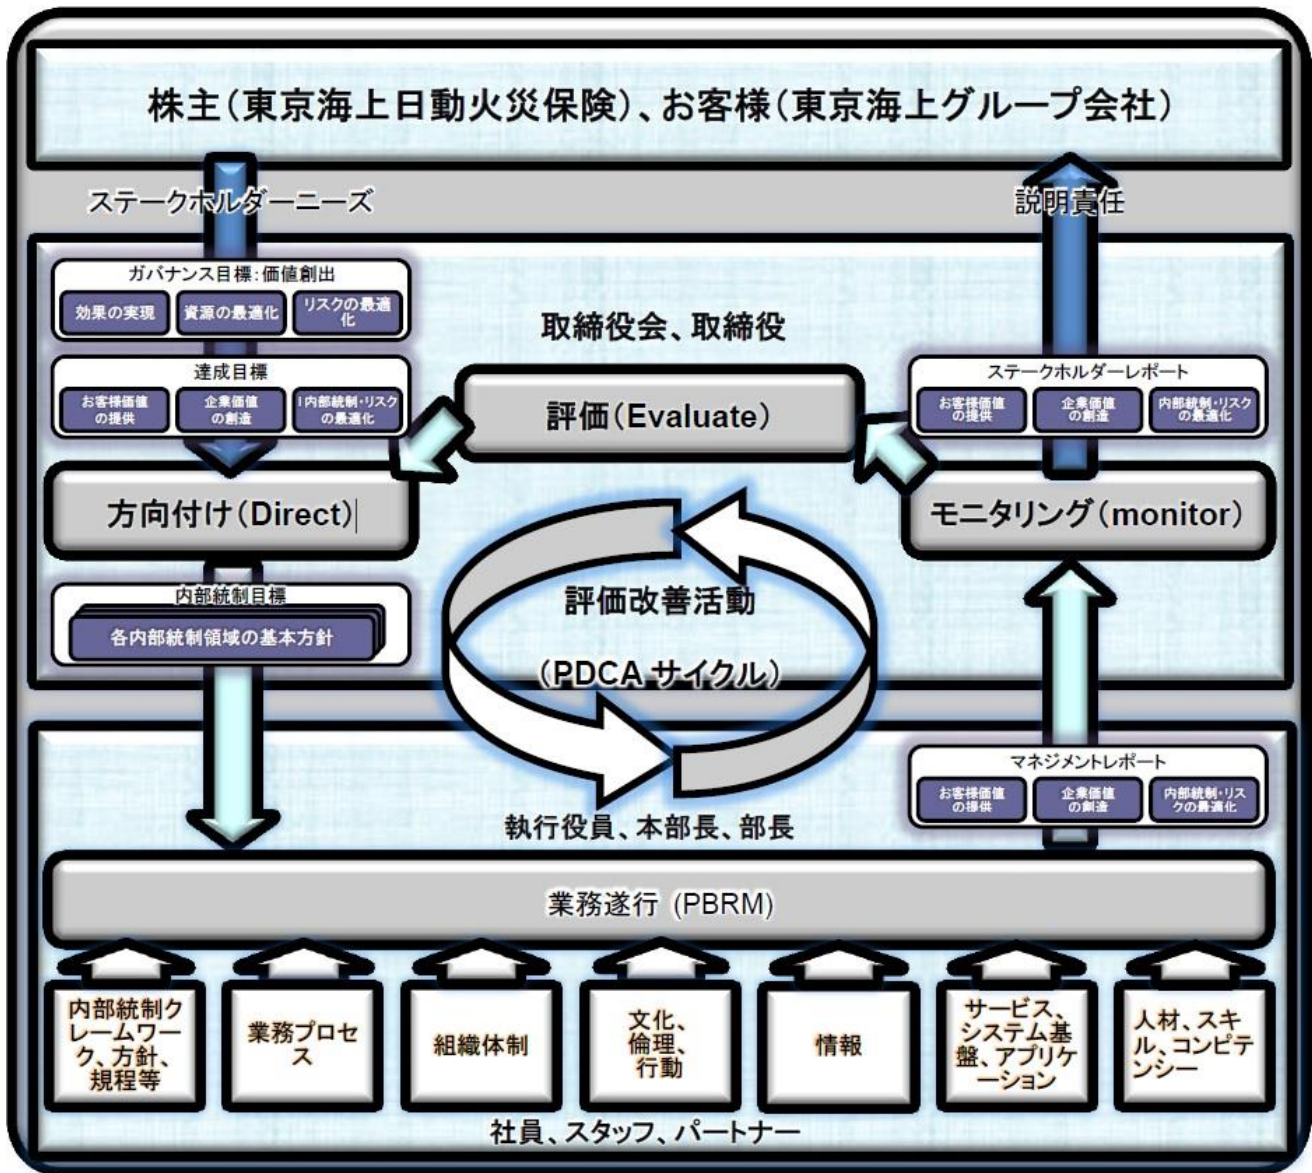 株主(東京海上日動火災保険)、お客様(東京海上グループ会社)
ステークホルダーニーズ
説明責任
ガバナンス目標:価値創出
効果の実現
資源の最適化
リスクの最適
化
達成目標
お客様価値
の提供
企業価値
の創造
I内部統制・リスク
の最適化
取締役会、取締役
評価(Evaluate)
ステークホルダーレポート
お客様価値
の提供
企業価値
の創造
内部統制・リスク
の最適化
方向付け(Direct)
モニタリング(monitor)
内部統制目標
各内部統制領域の基本方針
評価改善活動
(PDCA サイクル)
マネジメントレポート
お客様価値
の提供
企業価値
の創造
内部統制・リス
クの最適化
執行役員、本部長、部長
業務遂行 (PBRM)
内部統制ク
レームワー
ク、方針、
規程等
業務プロセ
ス
組織体制
文化、
倫理、
行動
情報
サービス、
システム基
盤、アプリケ
ーション
人材、スキ
ル、コンピテ
ンシー
社員、スタッフ、パートナー